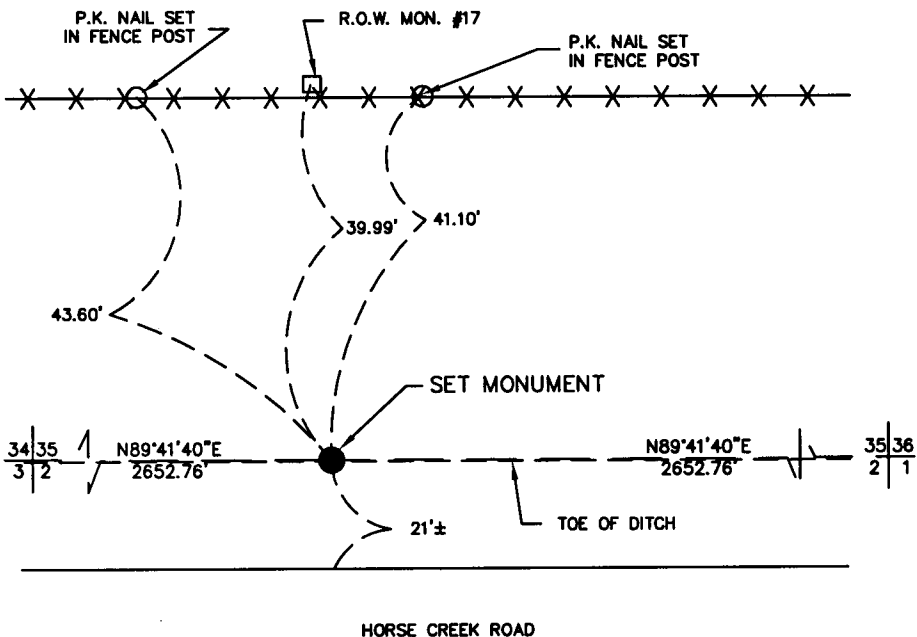 P.K. NAIL SET
IN FENCE POST
R.O.W. MON. #17
P.K. NAIL SET
IN FENCE POST
39.99'
41.10'
43.60'
SET MONUMENT
34 35
3 2
N89°41'40"E
2652.76'
N89°41'40"E
2652.76'
35 36
2 1
TOE OF DITCH
21'±
HORSE CREEK ROAD